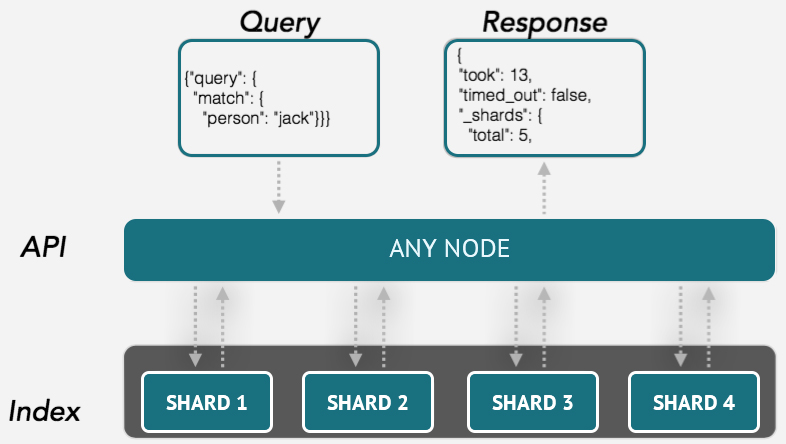 Query
Response
{"query": {
"match": {
"person": "jack"}}}
{
"took": 13,
"timed_out": false,
"_shards": {
"total": 5,
API
ANY NODE
Index
SHARD 1
SHARD 2
SHARD 3
SHARD 4